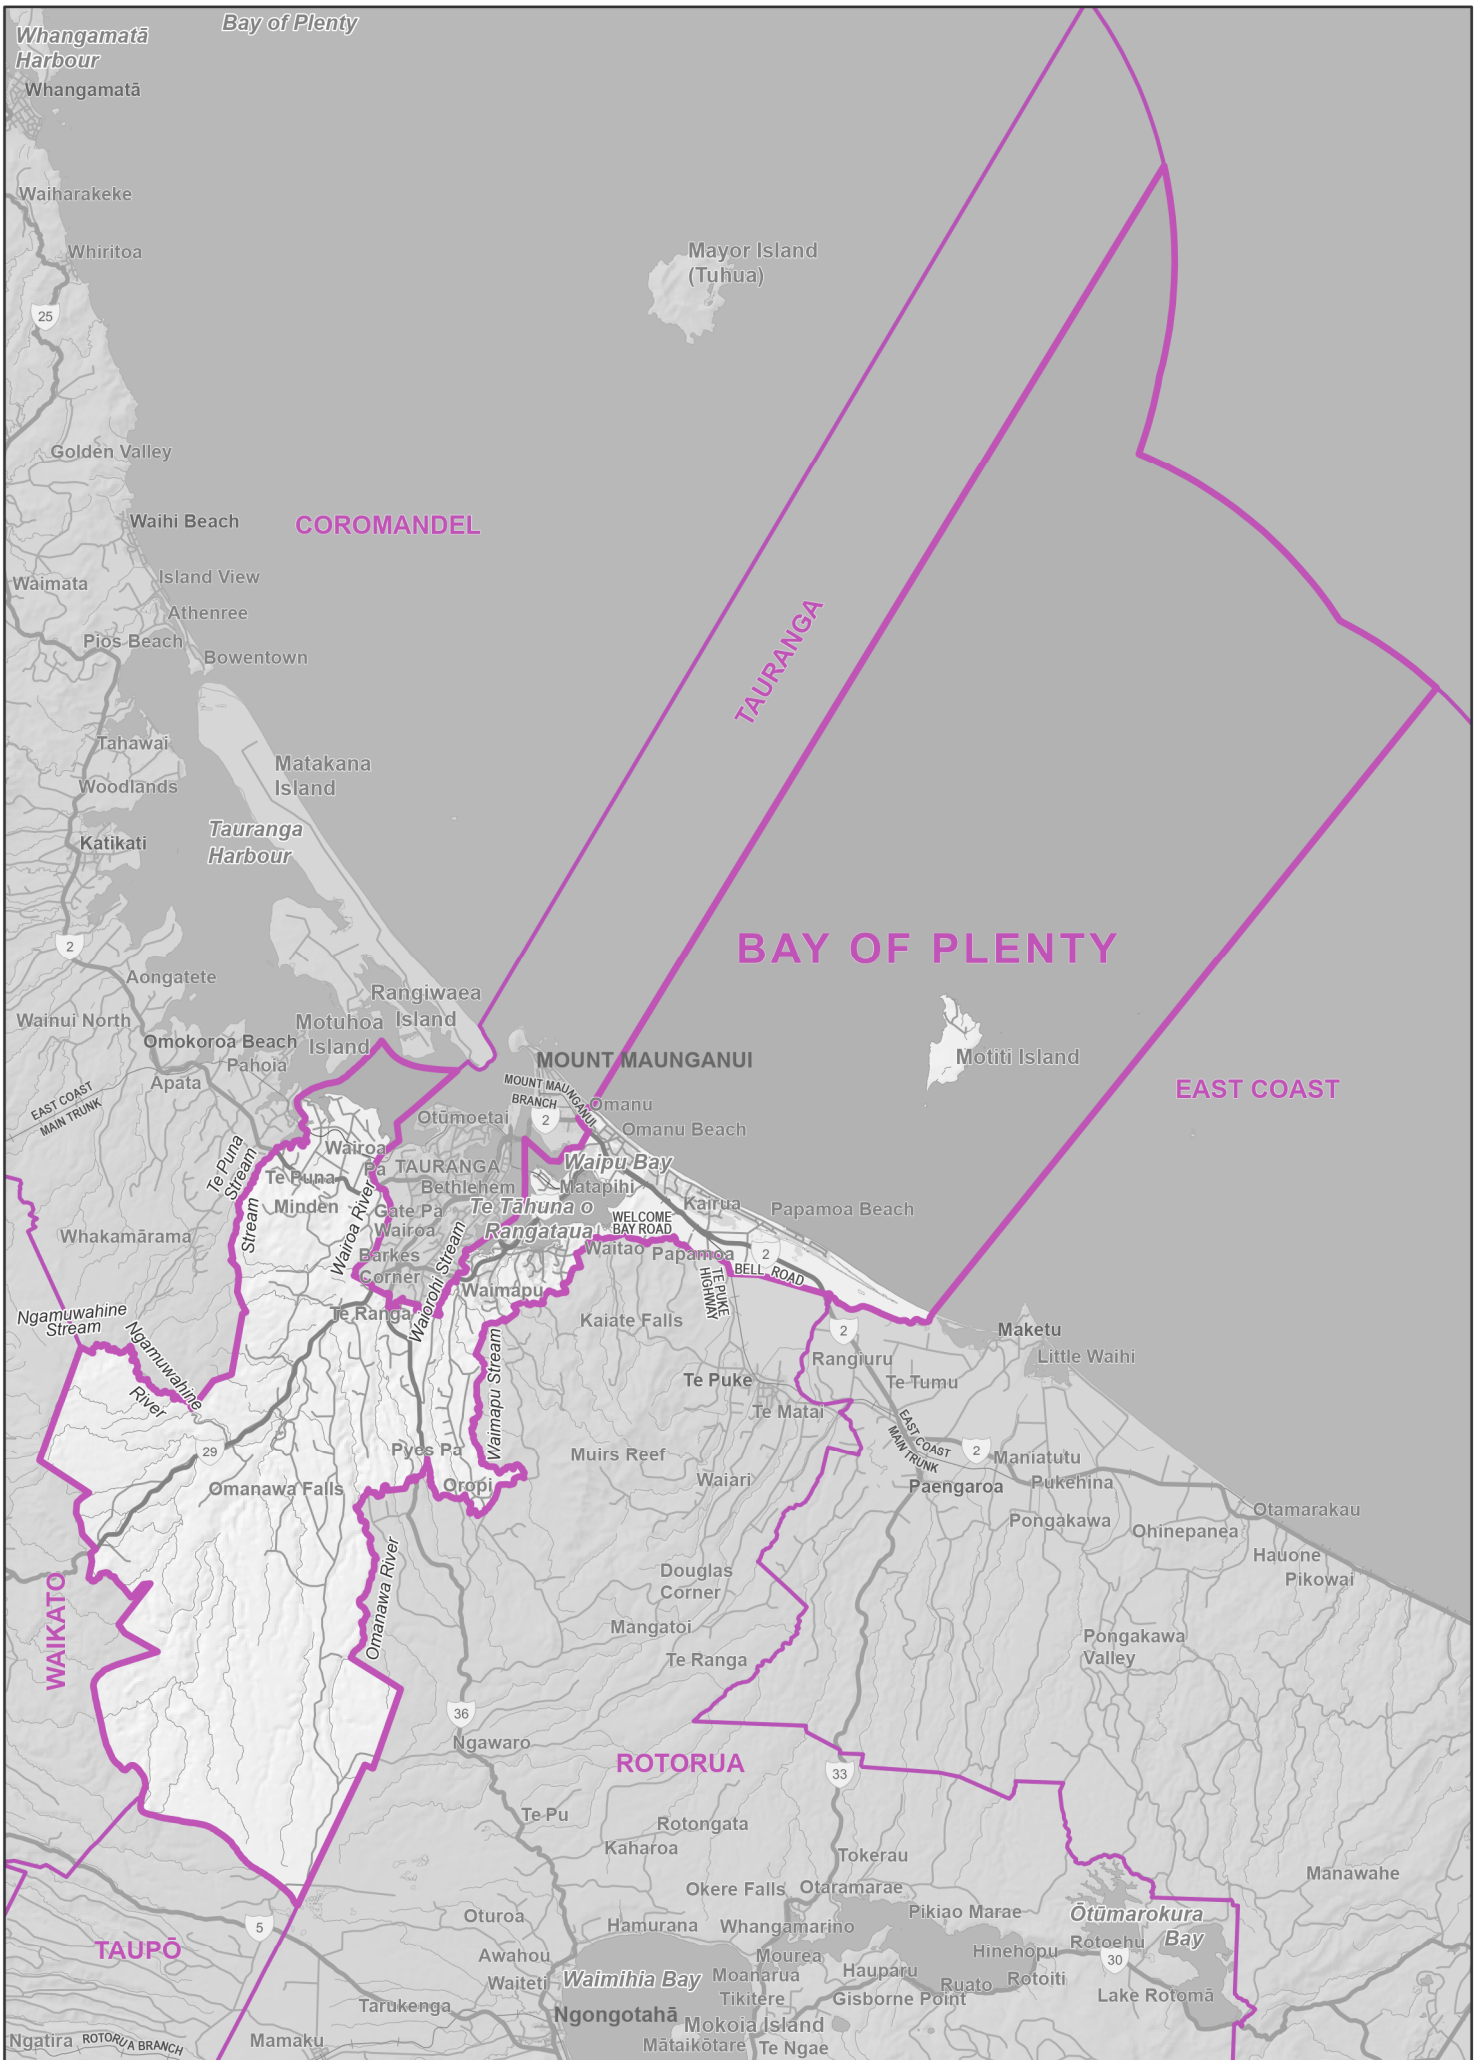 Bay of Plenty
Whangamatā
Harbour
Whangamatā
Waiharakeke
Whiritoa
Mayor Island
(Tuhua)
25
Golden Valley
Waihi Beach
COROMANDEL
Island View
Waimata
Athenree
TAURANGA
Pios Beach
Bowentown
Tahawai
Matakana
Island
Woodlands
Tauranga
Harbour
Katikati
2
BAY OF PLENTY
Aongatete
Rangiwaea
Island
Wainui North
Motuhoa
Island
Omokoroa Beach
Pahoia
MOUNT MAUNGANUI
Motiti Island
Apata
EAST COAST
MAIN TRUNK
MOUNT MAUNGANUI
BRANCH
EAST COAST
Omanu
Otūmoetai
2
Omanu Beach
Te Puna
Stream
Wairoa
Pa
TAURANGA
Waipu Bay
Te Puna
Bethlehem
Matapihi
Minden
Te Tāhuna o
Rangataua
Kairua
Gate Pa
Wairoa
WELCOME
BAY ROAD
Papamoa Beach
Stream
Wairoa River
Whakamārama
Barkes
Corner
Waitao
Papamoa
2
BELL ROAD
Waiorohi Stream
Waimapu
TE PUKE
HIGHWAY
Ngamuwahine
Stream
Te Ranga
Kaiate Falls
2
Maketu
Ngamuwahine
River
Waimapu Stream
Rangiuru
Little Waihi
Te Puke
Te Tumu
Te Matai
EAST COAST
MAIN TRUNK
29
Pyes Pa
Muirs Reef
2
Maniatutu
Omanawa Falls
Oropi
Waiari
Paengaroa
Pukehina
Otamarakau
Pongakawa
Ohinepanea
Omanawa River
Hauone
Douglas
Corner
Pikowai
WAIKATO
Mangatoi
Pongakawa
Valley
Te Ranga
36
Ngawaro
ROTORUA
33
Te Pu
Rotongata
Kaharoa
Tokerau
Manawahe
Okere Falls
Otaramarae
Oturoa
Hamurana
Whangamarino
Pikiao Marae
Ōtūmarokura
Bay
5
TAUPŌ
Awahou
Mourea
Hinehopu
Rotoehu
30
Waiteti
Waimihia Bay
Moanarua
Hauparu
Ruato
Rotoiti
Tikitere
Gisborne Point
Lake Rotomā
Tarukenga
Ngongotahā
Mokoia Island
Ngatira
ROTORUA BRANCH
Mamaku
Mātaikōtare
Te Ngae